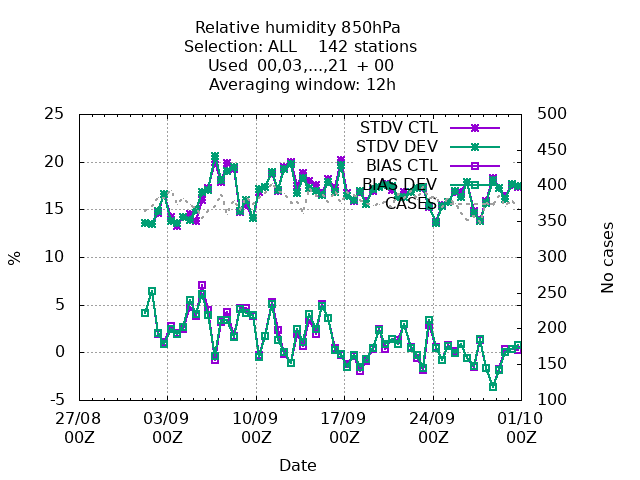 Relative humidity 850hPa
Selection: ALL 142 stations
Used 00,03,...,21 + 00
Averaging window: 12h
25 500
STDV CTL
450
STDV DEV
20 BIAS CTL
400
BIAS DEV
CASES
15 350
% 10 300 No cases
250
5
200
0 150
-5 100
27/08 03/09 10/09 17/09 24/09 01/10
00Z 00Z 00Z 00Z 00Z 00Z
Date